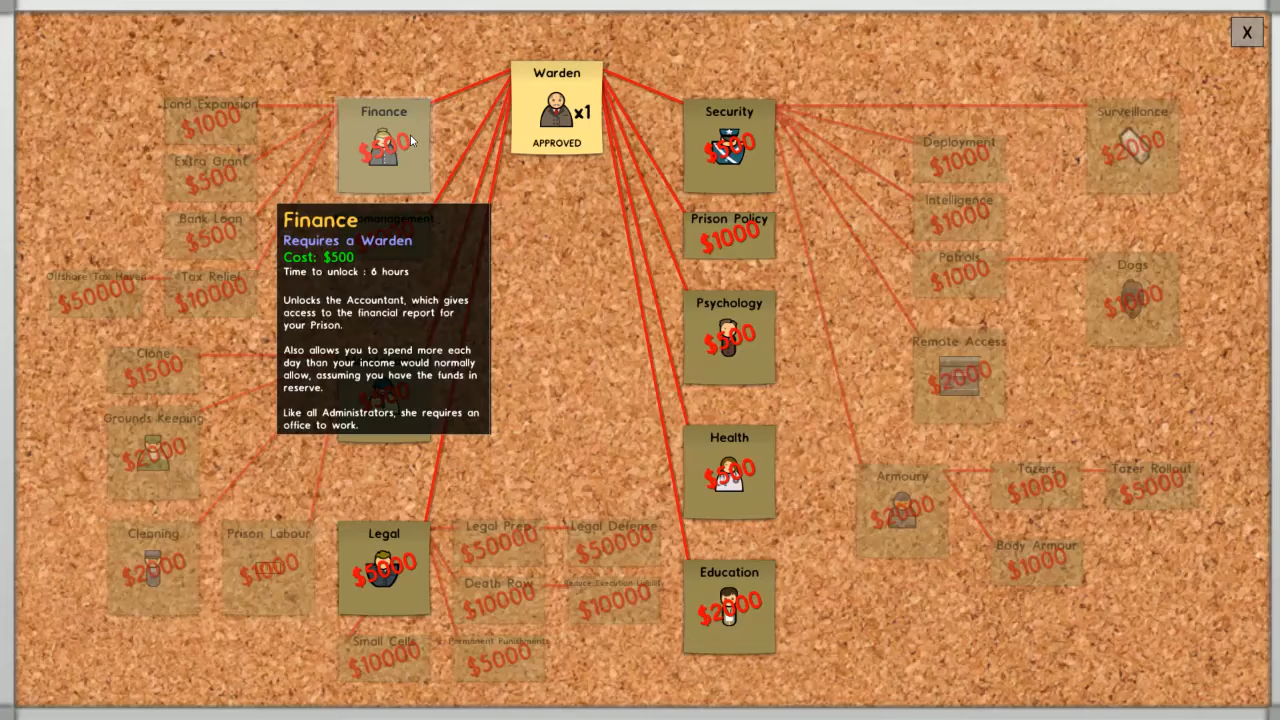 X
Warden
x1
APPROVED
Finance
$500
Land Expansion
$1000
Extra Grant
$500
Bank Loan
$500
Offshore Tax Haven
$50000
Tax Relief
$10000
Finance
Requires a Warden
Cost: $500
Time to unlock : 6 hours
Unlocks the Accountant, which gives
access to the financial report for
your Prison.
Also allows you to spend more each
day than your income would normally
allow, assuming you have the funds in
reserve.
Like all Administrators, she requires an
office to work.
Clone
$1500
Grounds Keeping
$2000
Cleaning
$2000
Prison Labour
$1000
Legal
$5000
Legal Prep
$50000
Legal Defense
$50000
Death Row
$10000
Reduce Execution Liability
$10000
Small Cells
$10000
Permanent Punishments
$5000
Security
$500
Prison Policy
$1000
Psychology
$500
Health
$500
Education
$2000
Deployment
$1000
Intelligence
$1000
Patrols
$1000
Remote Access
$2000
Surveillance
$2000
Dogs
$1000
Armoury
$2000
Tazers
$1000
Tazer Rollout
$5000
Body Armour
$1000